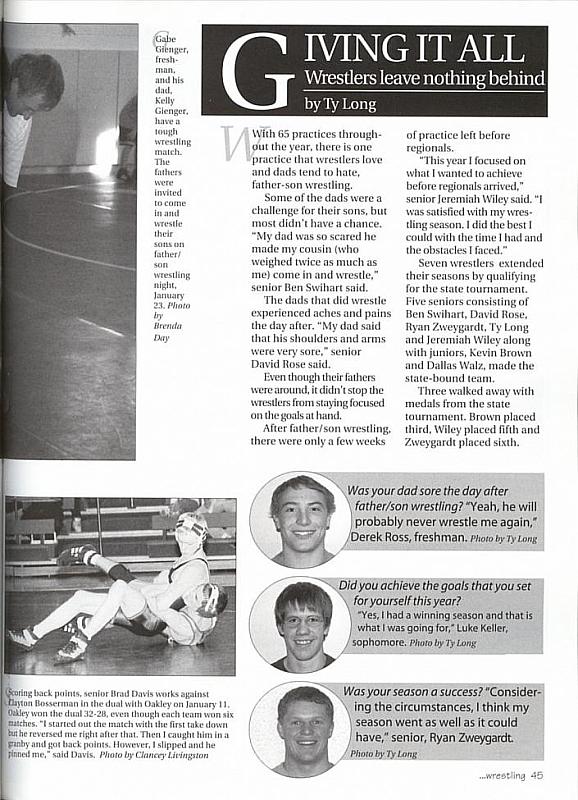 Gabe
Gienger,
fresh-
man,
and his
dad,
Kelly
Gienger,
have a
tough
wrestling
match.
The
fathers
were
invited
to come
in and
wrestle
their
sons on
father/
son
wrestling
night,
January
23. Photo
by
Brenda
Day
GIVING IT ALL
Wrestlers leave nothing behind
by Ty Long
With 65 practices through-
out the year, there is one
practice that wrestlers love
and dads tend to hate,
father-son wrestling.
Some of the dads were a
challenge for their sons, but
most didn't have a chance.
"My dad was so scared he
made my cousin (who
weighed twice as much as
me) come in and wrestle,"
senior Ben Swihart said.
The dads that did wrestle
experienced aches and pains
the day after. "My dad said
that his shoulders and arms
were very sore," senior
David Rose said.
Even though their fathers
were around, it didn't stop the
wrestlers from staying focused
on the goals at hand.
After father/son wrestling,
there were only a few weeks
of practice left before
regionals.
"This year I focused on
what I wanted to achieve
before regionals arrived,"
senior Jeremiah Wiley said. "I
was satisfied with my wres-
tling season. I did the best I
could with the time I had and
the obstacles I faced."
Seven wrestlers extended
their seasons by qualifying
for the state tournament.
Five seniors consisting of
Ben Swihart, David Rose,
Ryan Zweygardt, Ty Long
and Jeremiah Wiley along
with juniors, Kevin Brown
and Dallas Walz, made the
state-bound team.
Three walked away with
medals from the state
tournament. Brown placed
third, Wiley placed fifth and
Zweygardt placed sixth.
Scoring back points, senior Brad Davis works against
Clayton Bosserman in the dual with Oakley on January 11.
Oakley won the dual 32-28, even though each team won six
matches. "I started out the match with the first take down
but he reversed me right after that. Then I caught him in a
granby and got back points. However, I slipped and he
pinned me," said Davis. Photo by Clancey Livingston
Was your dad sore the day after
father/son wrestling? "Yeah, he will
probably never wrestle me again,"
Derek Ross, freshman. Photo by Ty Long
Did you achieve the goals that you set
for yourself this year?
"Yes, I had a winning season and that is
what I was going for," Luke Keller,
sophomore. Photo by Ty Long
Was your season a success? "Consider-
ing the circumstances, I think my
season went as well as it could
have," senior, Ryan Zweygardt.
Photo by Ty Long
...wrestling 45